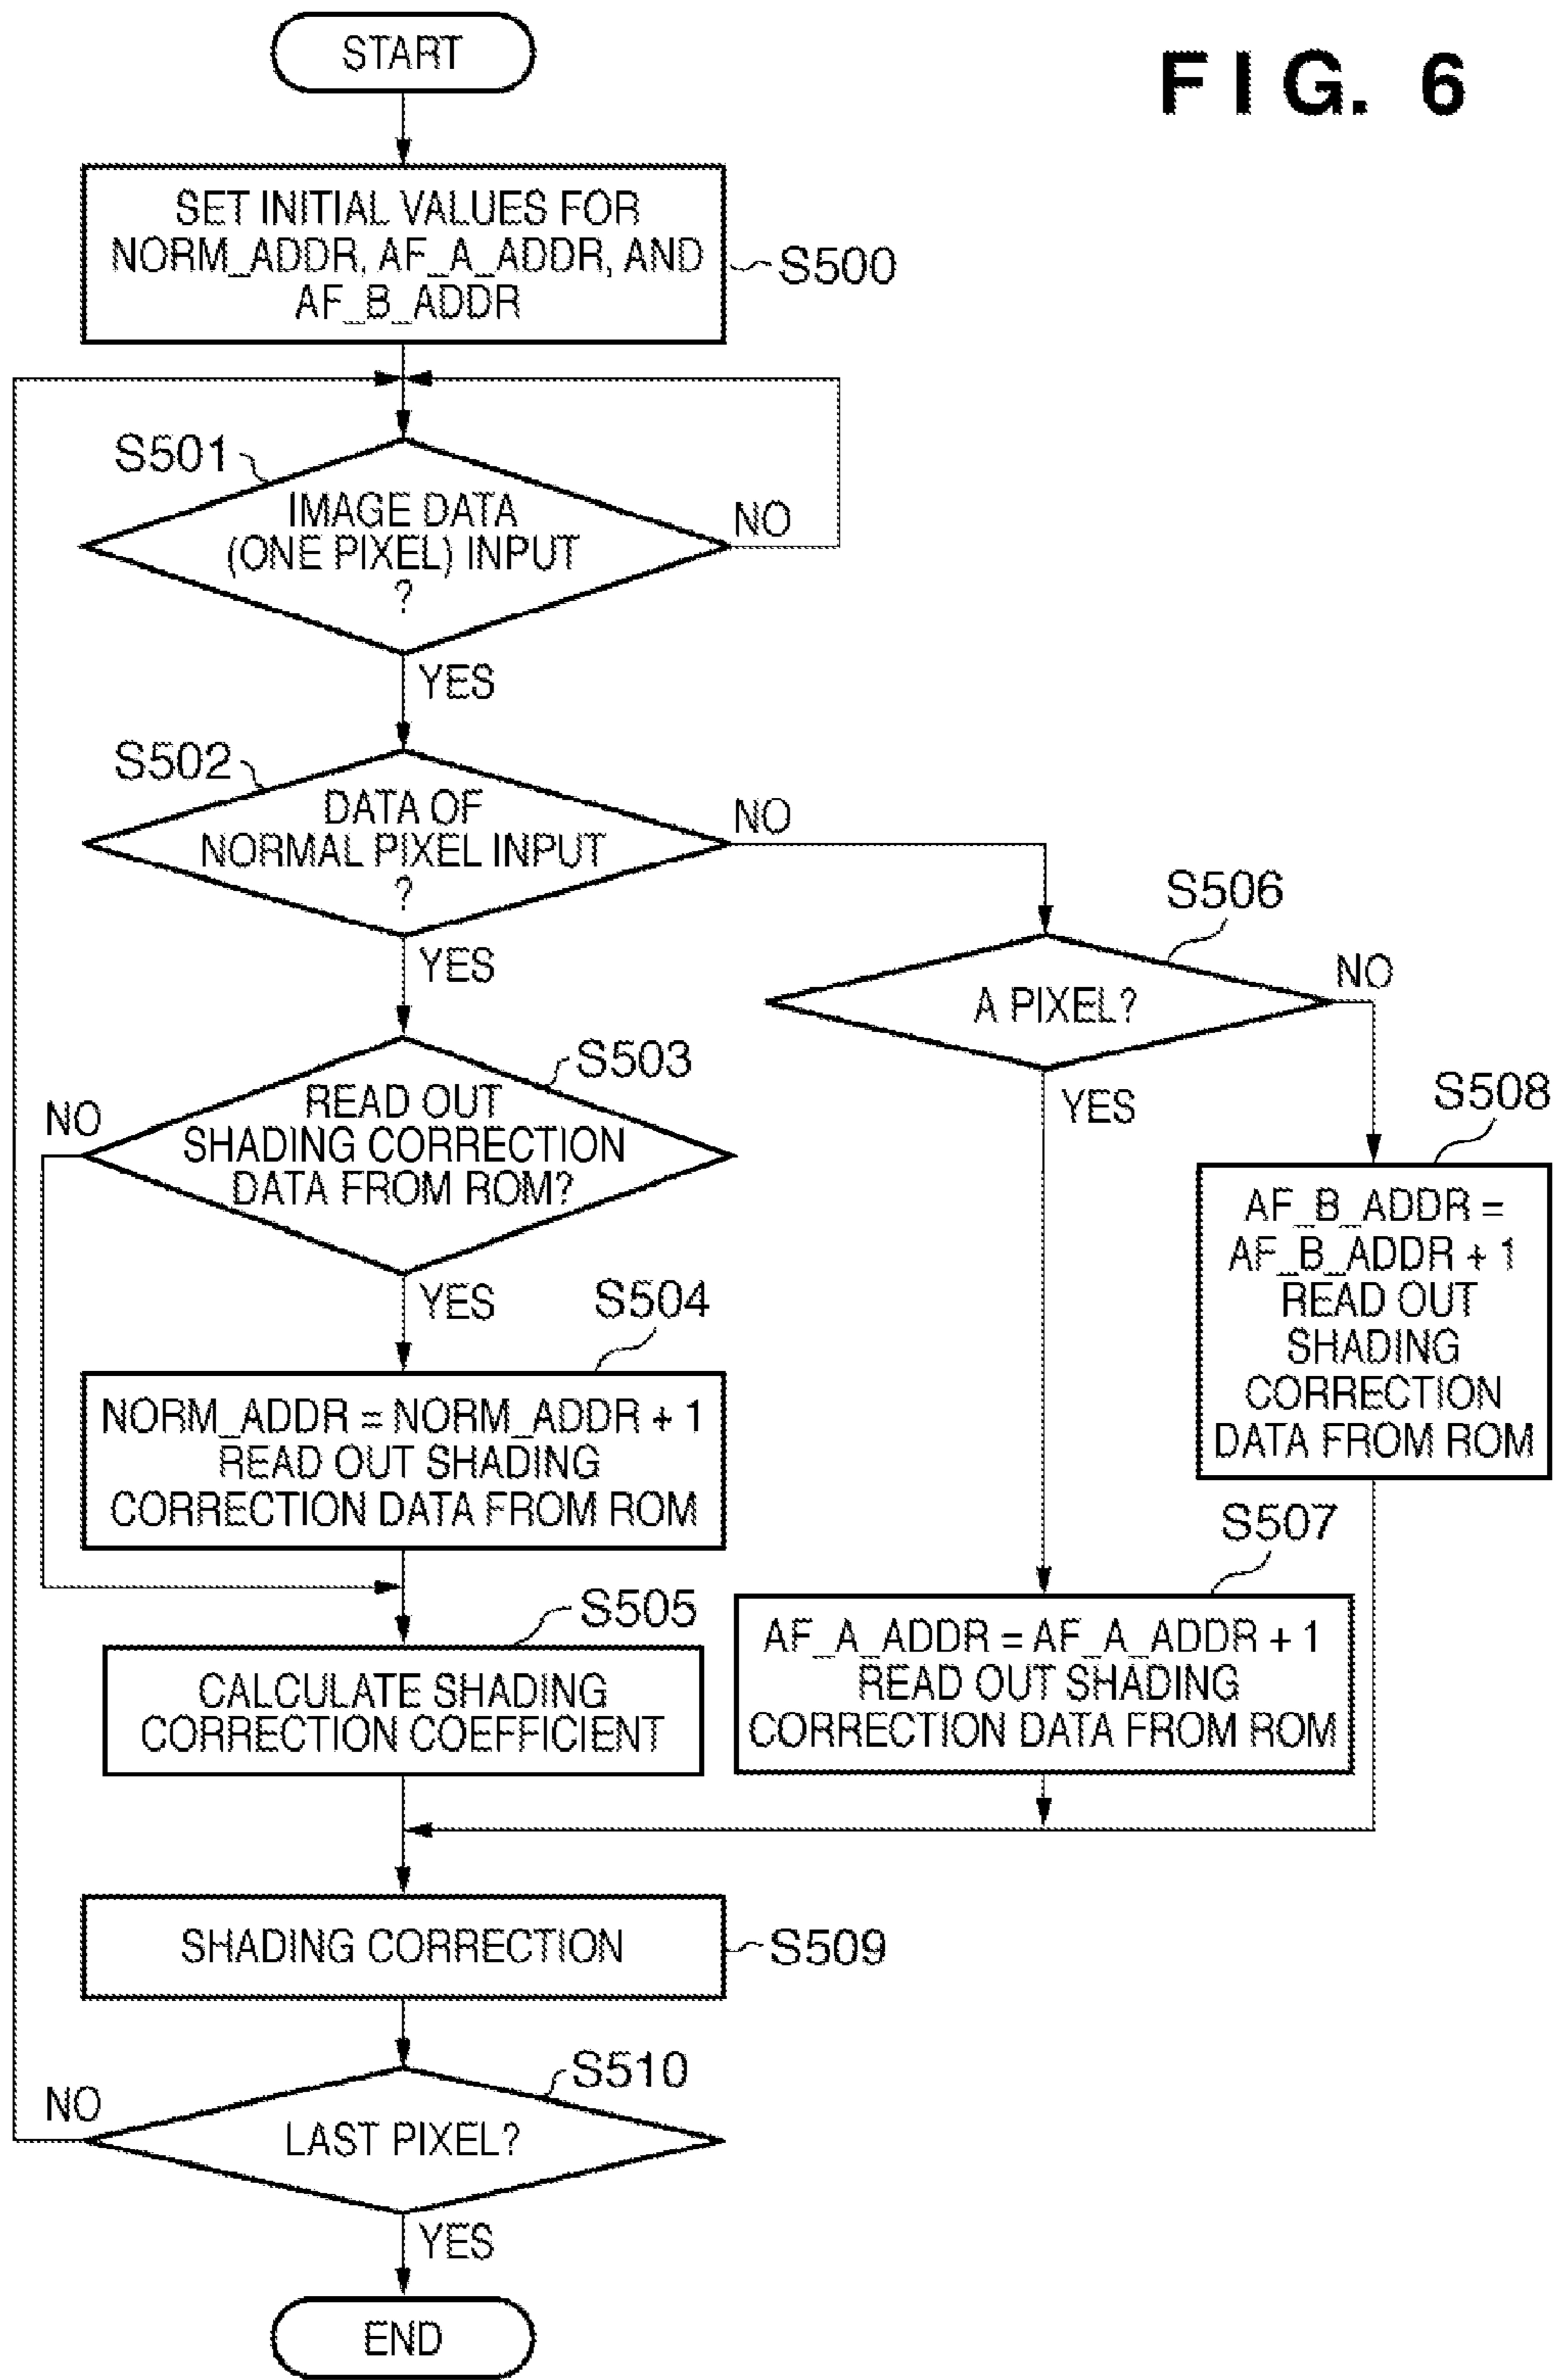 FIG. 6
START
SET INITIAL VALUES FOR
NORM_ADDR, AF_A_ADDR, AND
AF_B_ADDR
S500
S501
IMAGE DATA
(ONE PIXEL) INPUT
?
NO
YES
S502
DATA OF
NORMAL PIXEL INPUT
?
NO
YES
S506
A PIXEL?
NO
YES
S503
READ OUT
SHADING CORRECTION
DATA FROM ROM?
NO
YES
S508
AF_B_ADDR =
AF_B_ADDR + 1
READ OUT
SHADING
CORRECTION
DATA FROM ROM
S504
NORM_ADDR = NORM_ADDR + 1
READ OUT SHADING
CORRECTION DATA FROM ROM
S507
AF_A_ADDR = AF_A_ADDR + 1
READ OUT SHADING
CORRECTION DATA FROM ROM
S505
CALCULATE SHADING
CORRECTION COEFFICIENT
SHADING CORRECTION
S509
S510
LAST PIXEL?
NO
YES
END